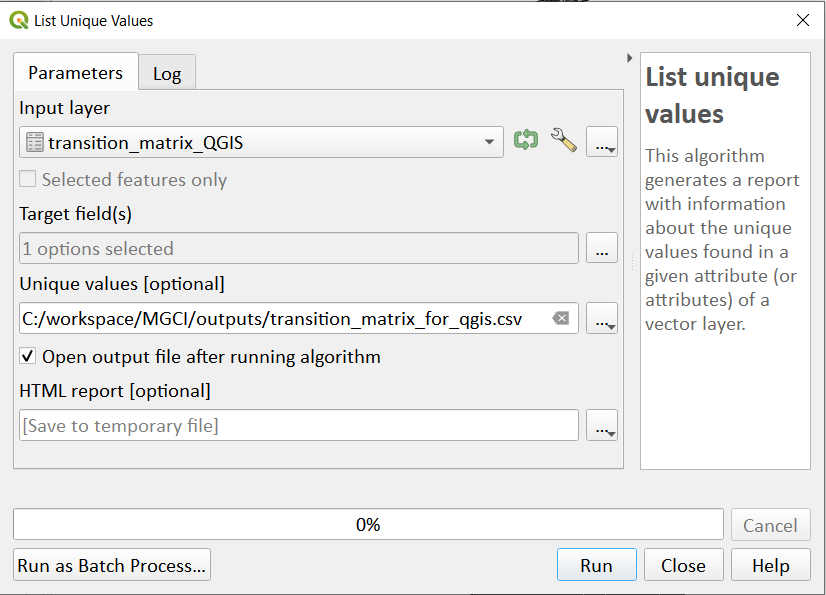 List Unique Values
Parameters
Log
Input layer
transition_matrix_QGIS
...
Selected features only
Target field(s)
1 options selected
...
Unique values [optional]
C:/workspace/MGCI/outputs/transition_matrix_for_qgis.csv
...
Open output file after running algorithm
HTML report [optional]
[Save to temporary file]
...
List unique
values
This algorithm
generates a report
with information
about the unique
values found in a
given attribute (or
attributes) of a
vector layer.
0%
Cancel
Run as Batch Process...
Run
Close
Help